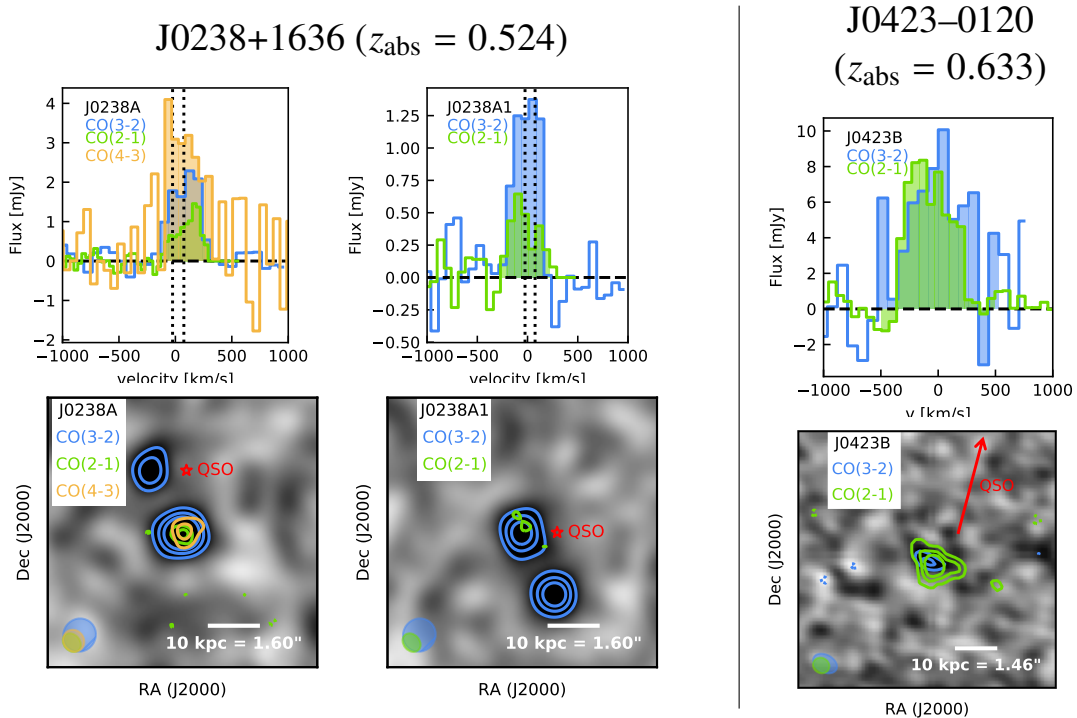 J0238+1636 (z_abs = 0.524)
J0423–0120
(z_abs = 0.633)
J0238A
CO(3-2)
CO(2-1)
CO(4-3)
Flux [mJy]
4
3
2
1
0
−1
−2
−1000 −500 0 500 1000
velocity [km/s]
J0238A1
CO(3-2)
CO(2-1)
Flux [mJy]
1.25
1.00
0.75
0.50
0.25
0.00
−0.25
−0.50
−1000 −500 0 500 1000
velocity [km/s]
J0423B
CO(3-2)
CO(2-1)
Flux [mJy]
10
8
6
4
2
0
−2
−1000 −500 0 500 1000
v [km/s]
J0238A
CO(3-2)
CO(2-1)
CO(4-3)
QSO
10 kpc = 1.60"
Dec (J2000)
RA (J2000)
J0238A1
CO(3-2)
CO(2-1)
QSO
10 kpc = 1.60"
Dec (J2000)
RA (J2000)
J0423B
CO(3-2)
CO(2-1)
QSO
10 kpc = 1.46"
Dec (J2000)
RA (J2000)